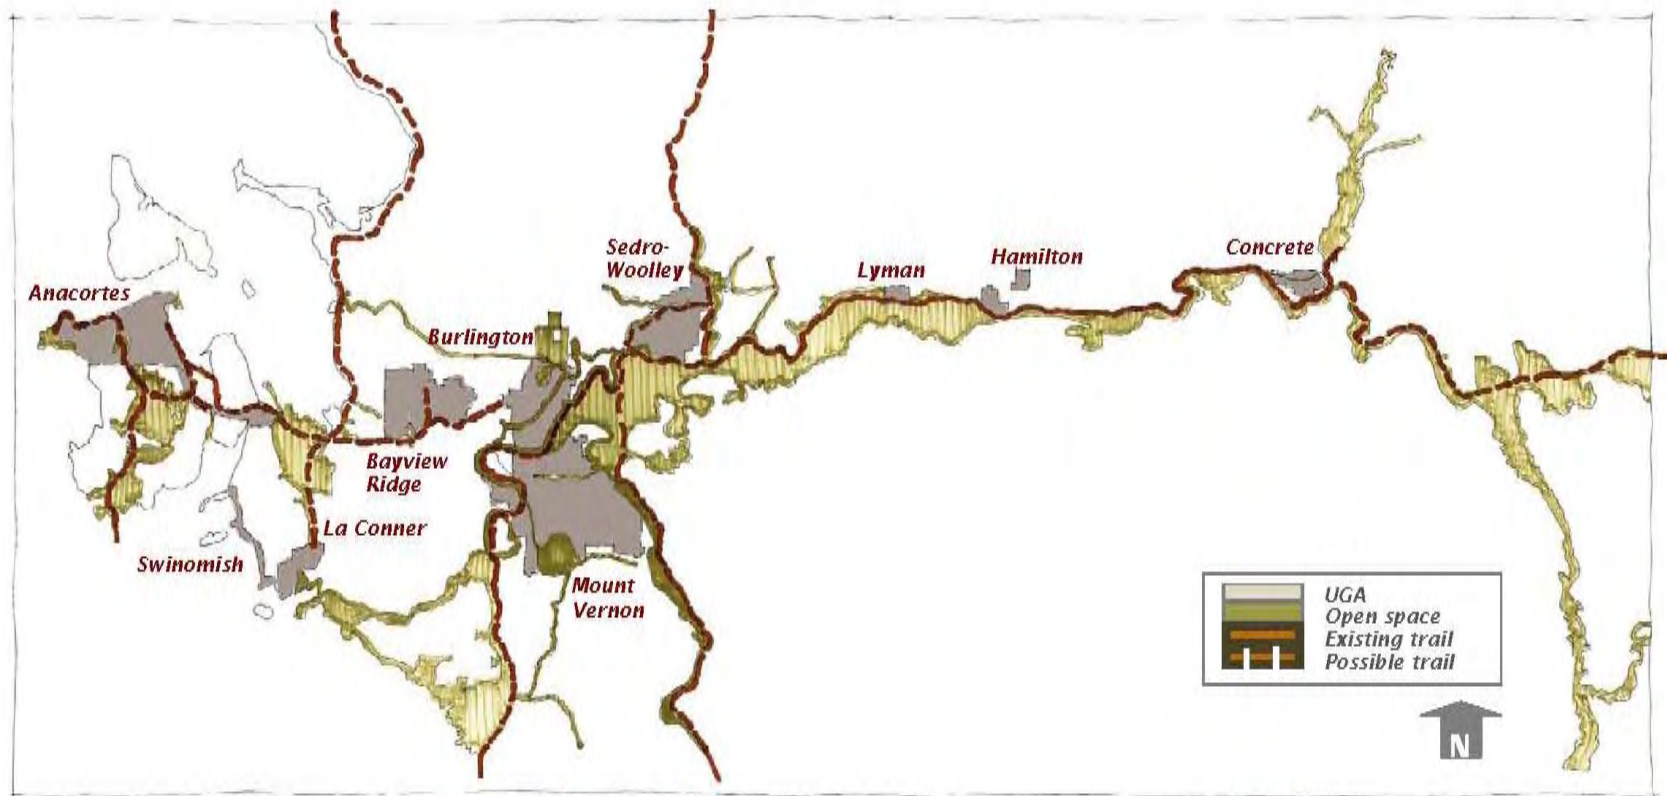 Sedro-
Woolley
Concrete
Hamilton
Lyman
Anacortes
Burlington
Bayview
Ridge
La Conner
Swinomish
Mount
Vernon
UGA
Open space
Existing trail
Possible trail
N